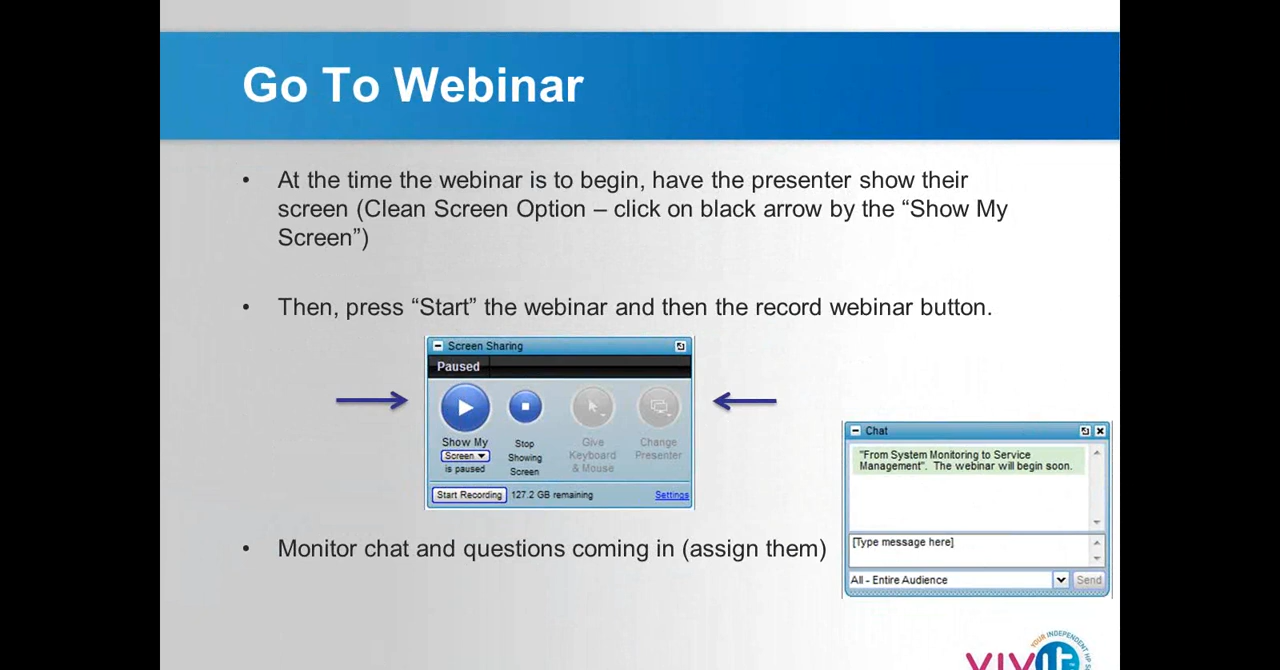 Go To Webinar
• At the time the webinar is to begin, have the presenter show their
screen (Clean Screen Option – click on black arrow by the “Show My
Screen”)
• Then, press “Start” the webinar and then the record webinar button.
Screen Sharing
Paused
Show My
Screen
is paused
Stop
Showing
Screen
Give
Keyboard
& Mouse
Change
Presenter
Start Recording
127.2 GB remaining
Settings
Chat
"From System Monitoring to Service
Management". The webinar will begin soon.
[Type message here]
All - Entire Audience
Send
• Monitor chat and questions coming in (assign them)
YOUR INDEPENDENT HP